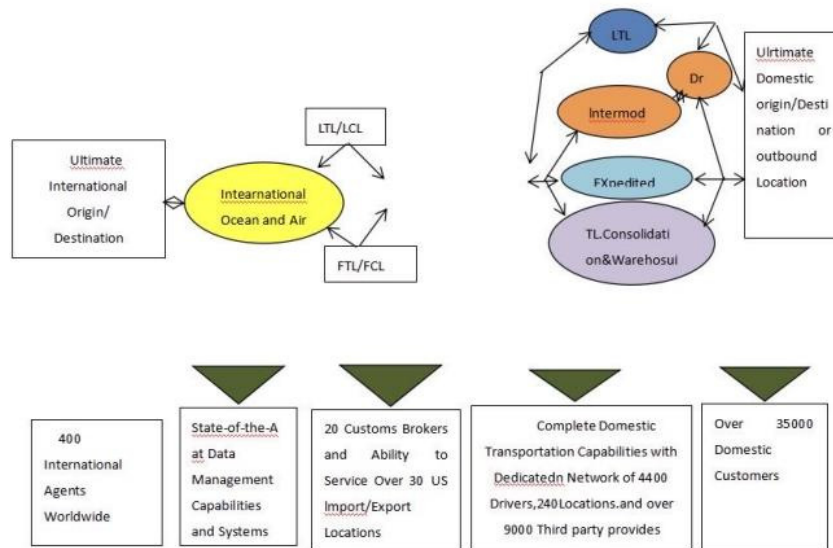 LTL
Dr
Intermod
EXpedited
TL.Consolidati
on&Warehosui
Ulrtimate
Domestic
origin/Desti
nation or
outbound
Location
LTL/LCL
Ultimate
International
Origin/
Destination
Intearnational
Ocean and Air
FTL/FCL
400
International
Agents
Worldwide
State-of-the-A
at Data
Management
Capabilities
and Systems
20 Customs Brokers
and Ability to
Service Over 30 US
Import/Export
Locations
Complete Domestic
Transportation Capabilities with
Dedicatedn Network of 4400
Drivers,240Locations.and over
9000 Third party provides
Over 35000
Domestic
Customers